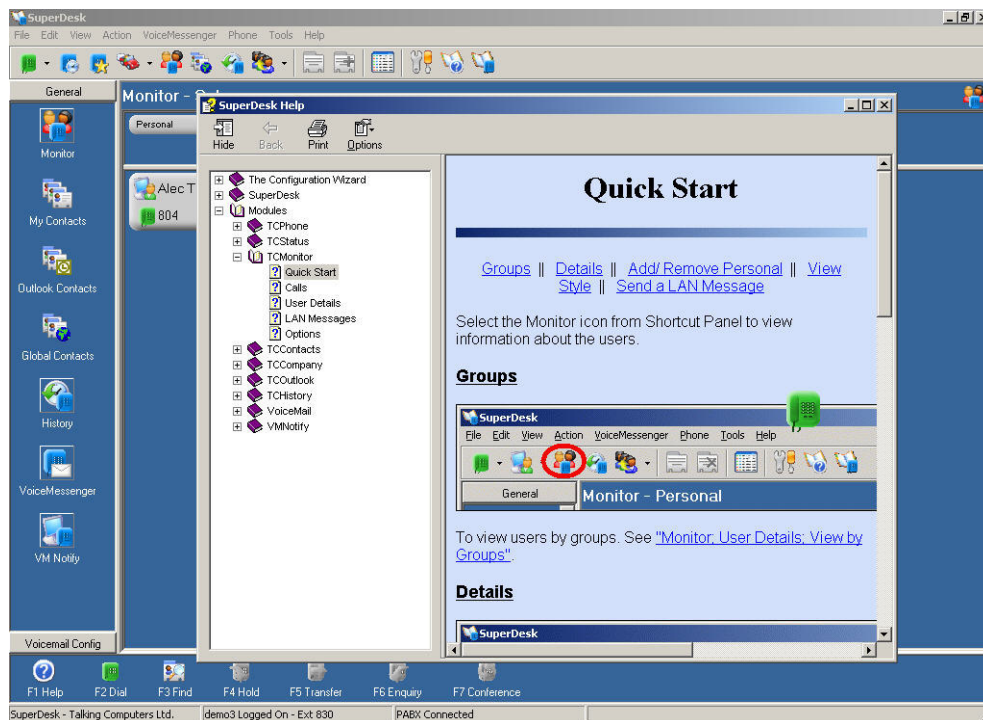 SuperDesk
File Edit View Action VoiceMessenger Phone Tools Help
General
Monitor
My Contacts
Outlook Contacts
Global Contacts
History
VoiceMessenger
VM Notify
Voicemail Config
Monitor -
Personal
Alec T
804
SuperDesk Help
Hide Back Print Options
The Configuration Wizard
SuperDesk
Modules
TCPhone
TCStatus
TCMonitor
Quick Start
Calls
User Details
LAN Messages
Options
TCContacts
TCCompany
TCOutlook
TCHistory
VoiceMail
VMNotify
Quick Start
Groups || Details || Add/ Remove Personal || View
Style || Send a LAN Message
Select the Monitor icon from Shortcut Panel to view
information about the users.
Groups
SuperDesk
File Edit View Action VoiceMessenger Phone Tools Help
General
Monitor - Personal
To view users by groups. See "Monitor; User Details; View by
Groups".
Details
SuperDesk
F1 Help F2 Dial F3 Find F4 Hold F5 Transfer F6 Enquiry F7 Conference
SuperDesk - Talking Computers Ltd. demo3 Logged On - Ext 830 PABX Connected